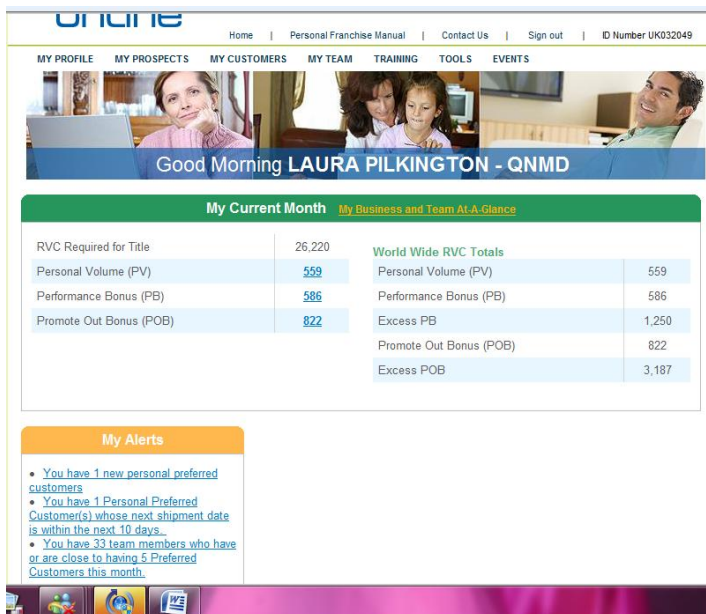 online
Home | Personal Franchise Manual | Contact Us | Sign out | ID Number UK032049
MY PROFILE MY PROSPECTS MY CUSTOMERS MY TEAM TRAINING TOOLS EVENTS
Good Morning LAURA PILKINGTON - QNMD
My Current Month My Business and Team At-A-Glance
RVC Required for Title 26,220
Personal Volume (PV) 559
Performance Bonus (PB) 586
Promote Out Bonus (POB) 822
World Wide RVC Totals
Personal Volume (PV) 559
Performance Bonus (PB) 586
Excess PB 1,250
Promote Out Bonus (POB) 822
Excess POB 3,187
My Alerts
• You have 1 new personal preferred
customers
• You have 1 Personal Preferred
Customer(s) whose next shipment date
is within the next 10 days.
• You have 33 team members who have
or are close to having 5 Preferred
Customers this month.